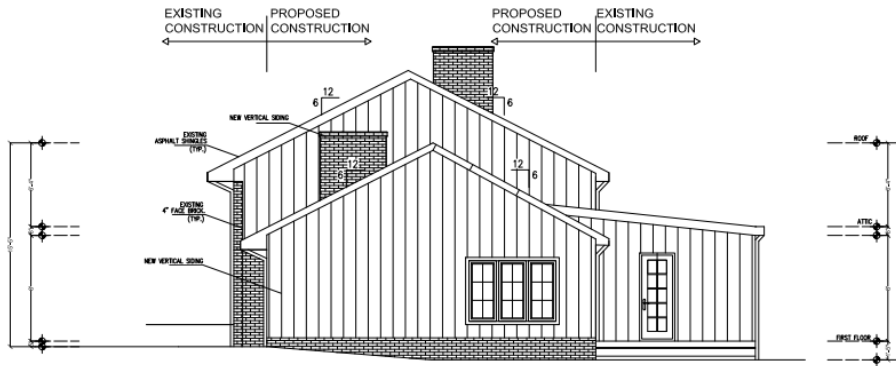 EXISTING CONSTRUCTION
PROPOSED CONSTRUCTION
PROPOSED CONSTRUCTION
EXISTING CONSTRUCTION
12
6
12
6
NEW VERTICAL SIDING
EXISTING
ASPHALT SHINGLES
(TYP.)
ROOF
12
6
12
6
EXISTING
4" FACE BRICK.
(TYP.)
ATTIC
NEW VERTICAL SIDING
FIRST FLOOR